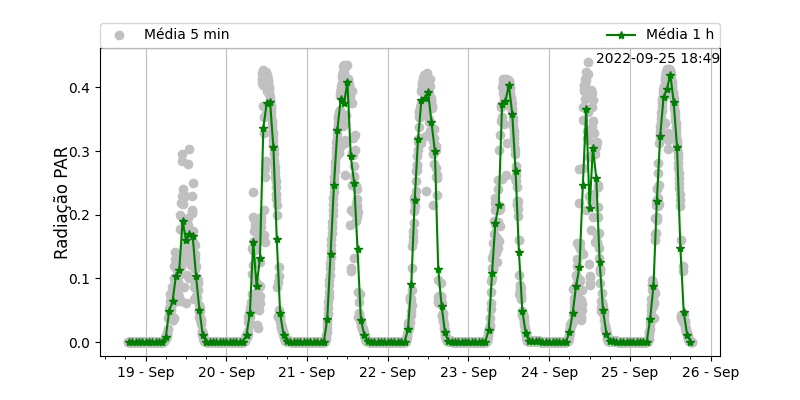 Média 5 min
Média 1 h
2022-09-25 18:49
Radiação PAR
0.4
0.3
0.2
0.1
0.0
19 - Sep
20 - Sep
21 - Sep
22 - Sep
23 - Sep
24 - Sep
25 - Sep
26 - Sep